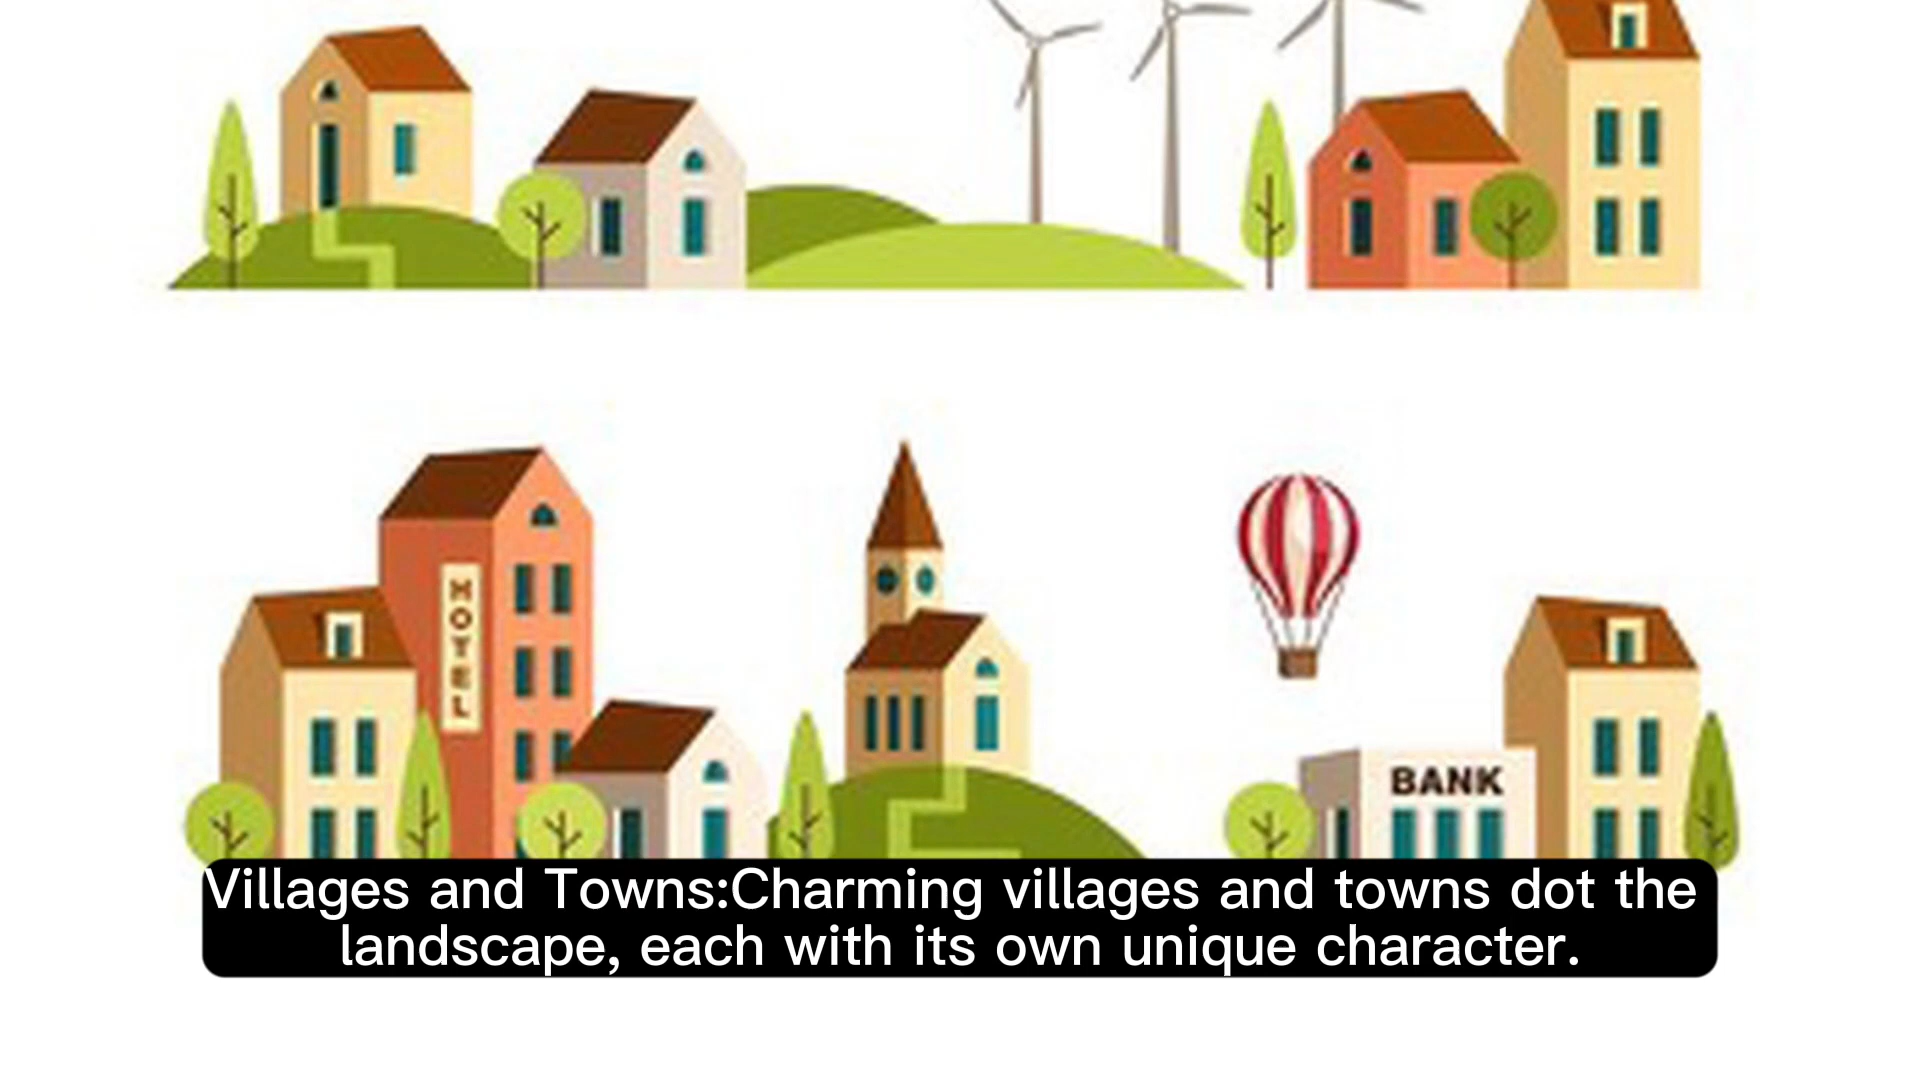 HOTEL
BANK
Villages and Towns:Charming villages and towns dot the
landscape, each with its own unique character.